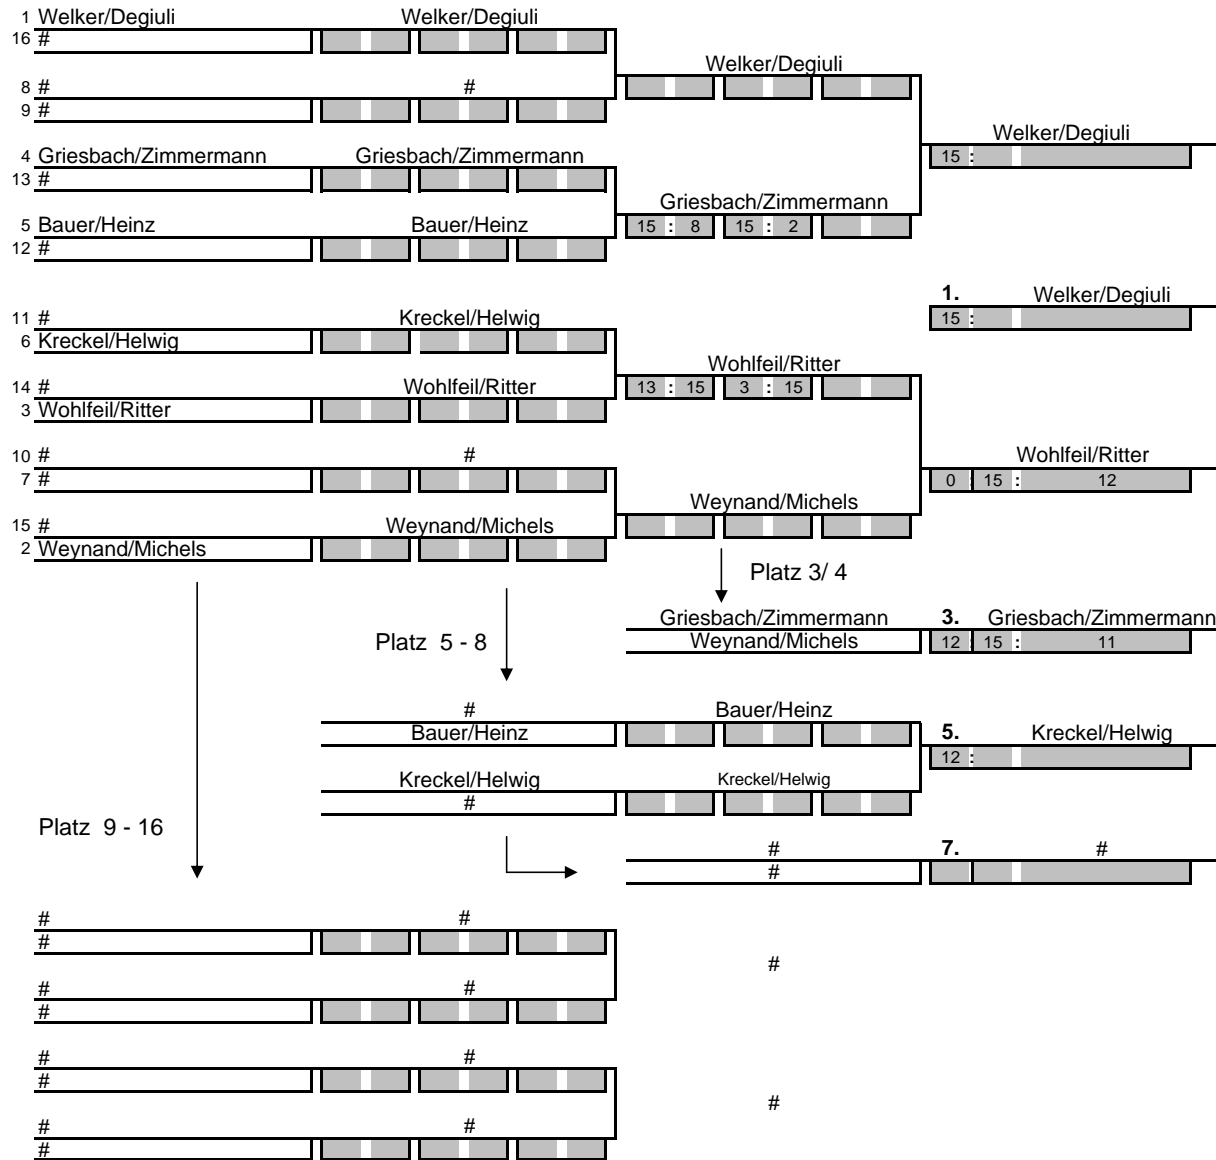 1 Welker/Degiuli Welker/Degiuli
16 #
Welker/Degiuli
8 # #
9 #
Welker/Degiuli
4 Griesbach/Zimmermann Griesbach/Zimmermann
15 :
13 #
Griesbach/Zimmermann
5 Bauer/Heinz Bauer/Heinz
15 : 8 15 : 2
12 #
1. Welker/Degiuli
11 # Kreckel/Helwig
15 :
6 Kreckel/Helwig
Wohlfeil/Ritter
14 # Wohlfeil/Ritter
13 : 15 3 : 15
3 Wohlfeil/Ritter
10 # #
Wohlfeil/Ritter
7 #
0 : 15 : 12
Weynand/Michels
15 # Weynand/Michels
2 Weynand/Michels
Platz 3/ 4
Griesbach/Zimmermann 3. Griesbach/Zimmermann
Weynand/Michels 12 : 15 : 11
Platz 5 - 8
# Bauer/Heinz
Bauer/Heinz 5. Kreckel/Helwig
12 :
Kreckel/Helwig Kreckel/Helwig
#
Platz 9 - 16
# 7. #
#
# #
#
#
# #
#
# #
#
#
# #
#